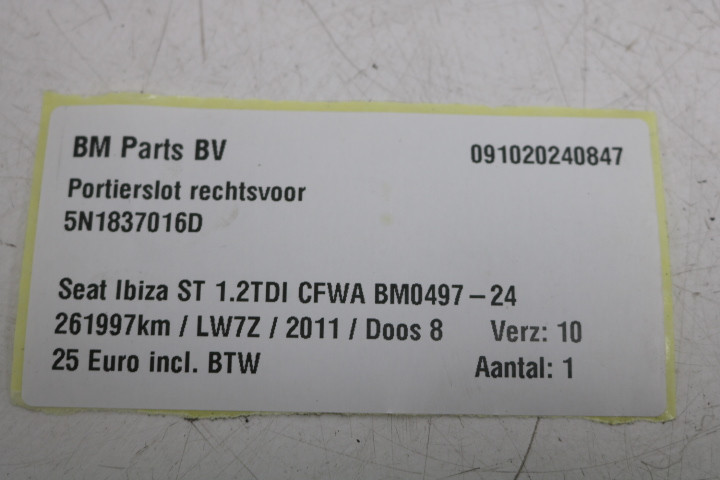 BM Parts BV 091020240847
Portierslot rechtsvoor
5N1837016D
Seat Ibiza ST 1.2TDI CFWA BM0497-24
261997km / LW7Z / 2011 / Doos 8 Verz: 10
25 Euro incl. BTW Aantal: 1